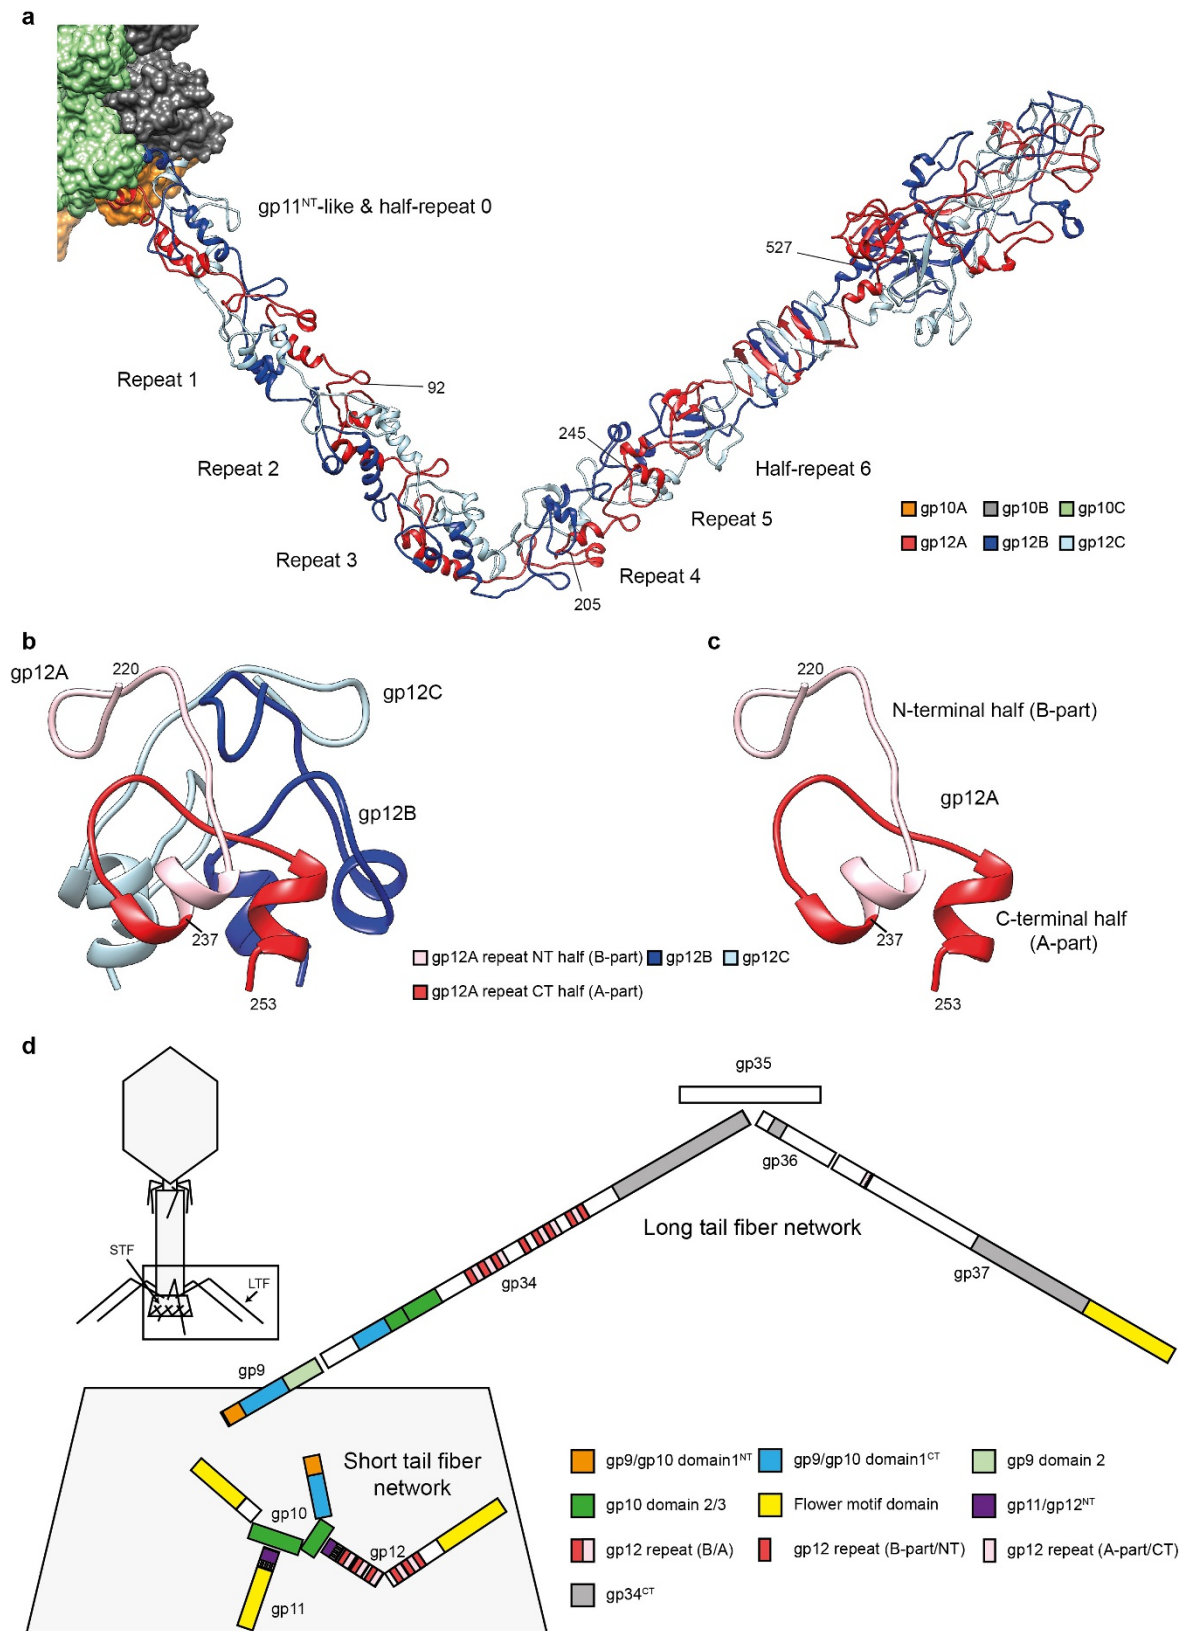 a
gp11NT-like & half-repeat 0
527
Repeat 1
92
Repeat 2
245
Half-repeat 6
Repeat 5
gp10A gp10B gp10C
Repeat 3
gp12A gp12B gp12C
Repeat 4
205
b
c
gp12A
220
gp12C
220
N-terminal half (B-part)
gp12A
gp12B
237
237
C-terminal half
(A-part)
gp12A repeat NT half (B-part) gp12B gp12C
gp12A repeat CT half (A-part)
253
253
d
gp35
gp36
STF
LTF
Long tail fiber network
gp34
gp37
gp9
Short tail fiber
network
gp10
gp12
gp11
gp9/gp10 domain1NT gp9/gp10 domain1CT gp9 domain 2
gp10 domain 2/3 Flower motif domain gp11/gp12NT
gp12 repeat (B/A) gp12 repeat (B-part/NT) gp12 repeat (A-part/CT)
gp34CT